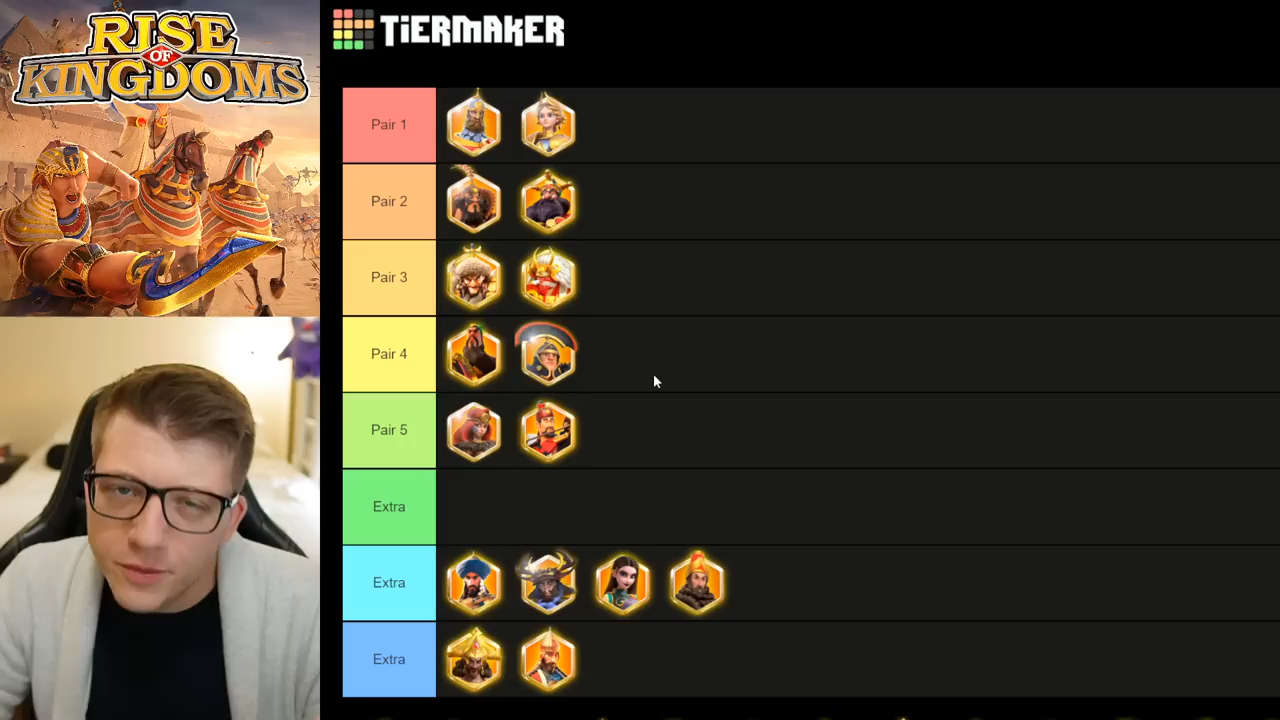 RISE
OF
KINGDOMS
TiERMAKER
Pair 1
Pair 2
Pair 3
Pair 4
Pair 5
Extra
Extra
Extra